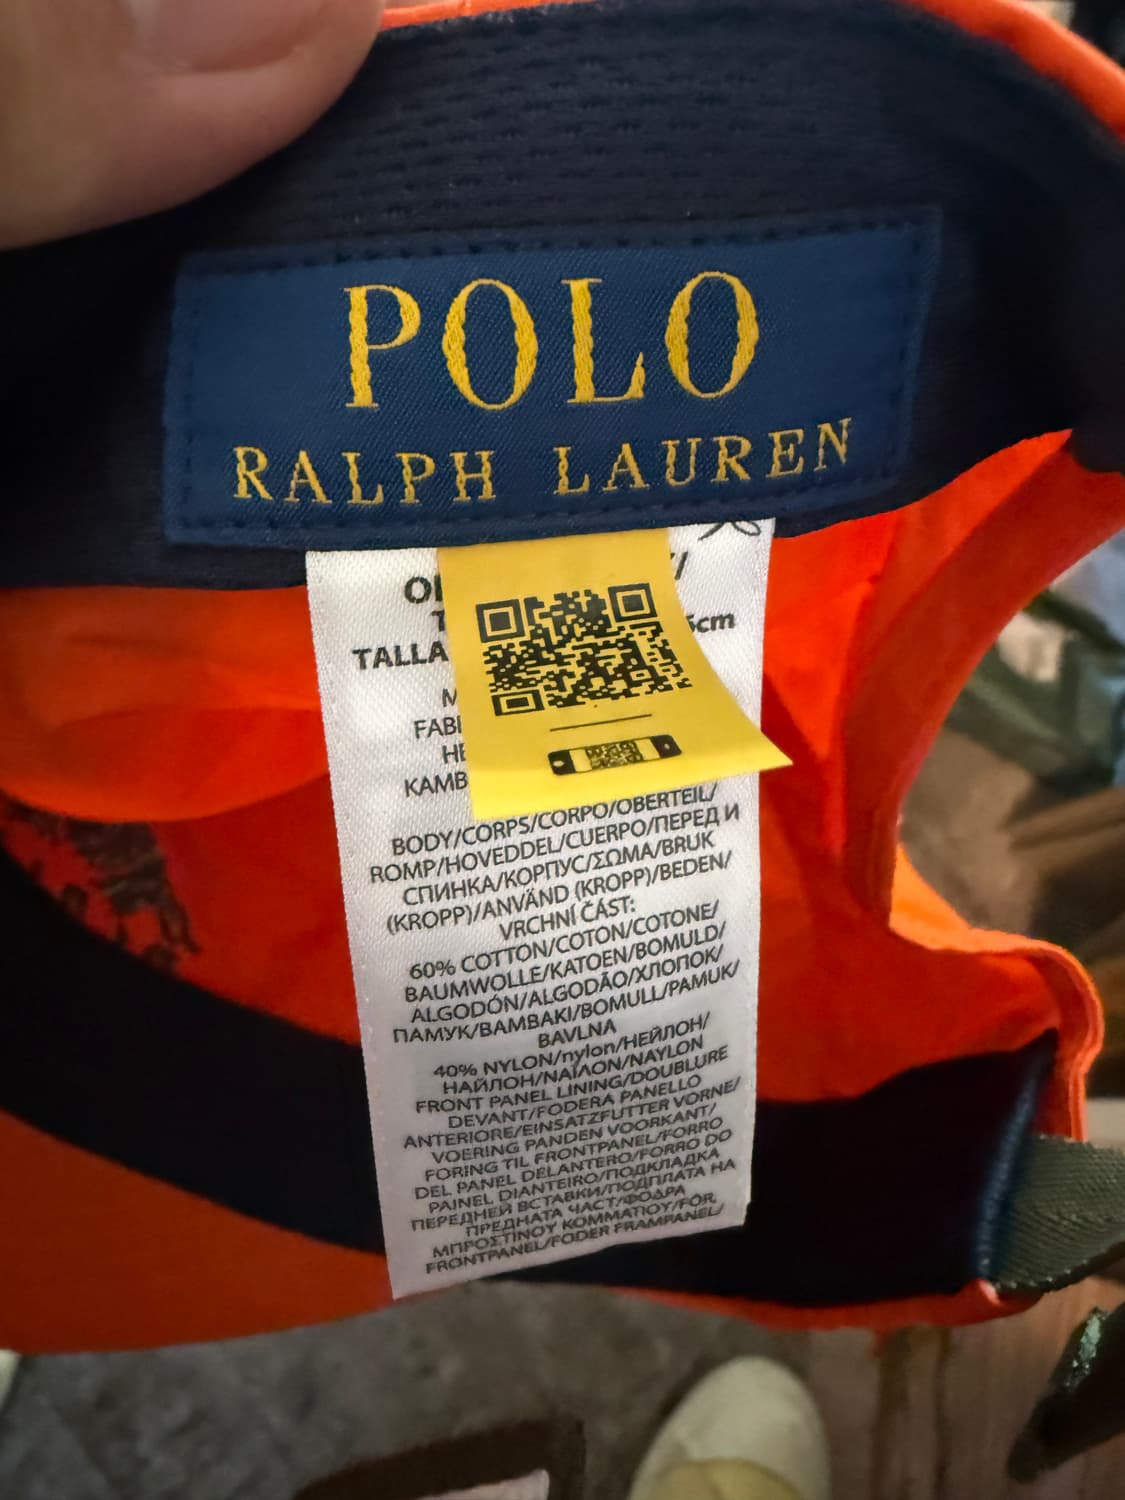 POLO
RALPH LAUREN
TALLA
BODY/CORPS/CORPO/OBERTEIL/
ROMP/HOVEDDEL/CUERPO/ПЕРЕД И
СПИНКА/КОРПУС/ΣΩΜΑ/BRUK
(KROPP)/ANVÄND (KROPP)/BEDEN/
VRCHNÍ ČÁST:
60% COTTON/COTON/COTONE/
BAUMWOLLE/KATOEN/BOMULD/
ALGODÓN/ALGODÃO/ХЛОПОК/
ПАМУК/ΒΑΜΒΑΚΙ/BOMULL/PAMUK/
BAVLNA
40% NYLON/nylon/НЕЙЛОН/
НАЙЛОН/ΝΑΪΛΟΝ/NAYLON
FRONT PANEL LINING/DOUBLURE
DEVANT/FODERA PANELLO
ANTERIORE/EINSATZFUTTER VORNE/
VOERING PANDEN VOORKANT/
FORING TIL FRONTPANEL/FORRO
DEL PANEL DELANTERO/FORRO DO
PAINEL DIANTEIRO/ПОДКЛАДКА
ПЕРЕДНЕЙ ВСТАВКИ/ПОДПЛАТА НА
ПРЕДНАТА ЧАСТ/ΦΟΔΡΑ
ΜΠΡΟΣΤΙΝΟΥ ΚΟΜΜΑΤΙΟΥ/FÔR,
FRONTPANEL/FODER FRAMPANEL/